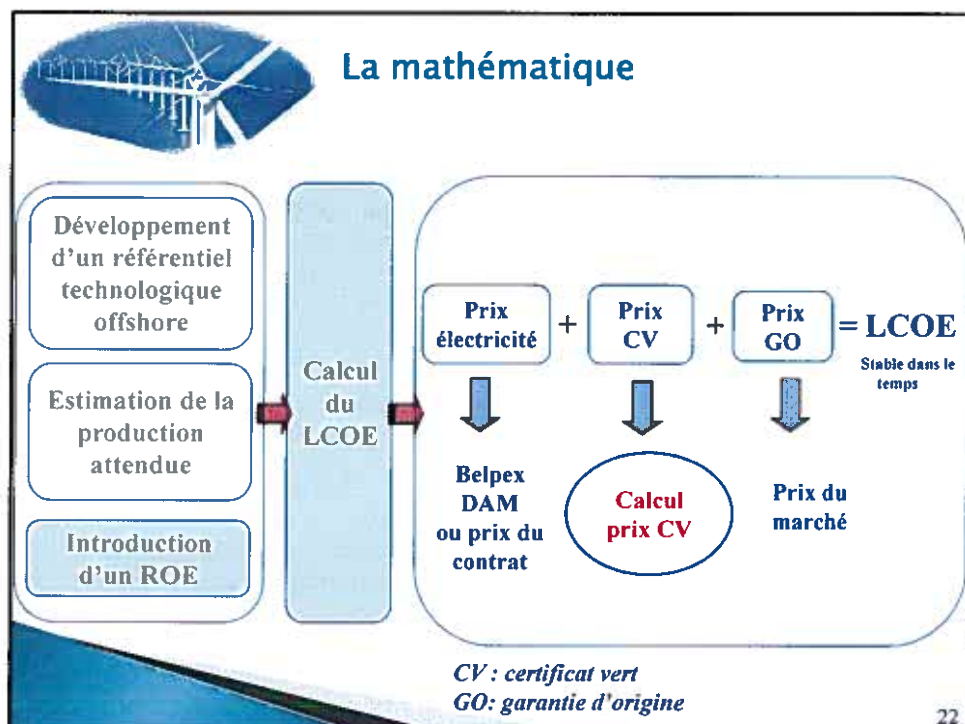 La mathématique
Développement
d'un référentiel
technologique
offshore
Estimation de la
production
attendue
Introduction
d'un ROE
Calcul
du
LCOE
Prix
électricité
+
Prix
CV
+
Prix
GO
= LCOE
Stable dans le
temps
Belpex
DAM
ou prix du
contrat
Calcul
prix CV
Prix du
marché
CV : certificat vert
GO: garantie d'origine
22